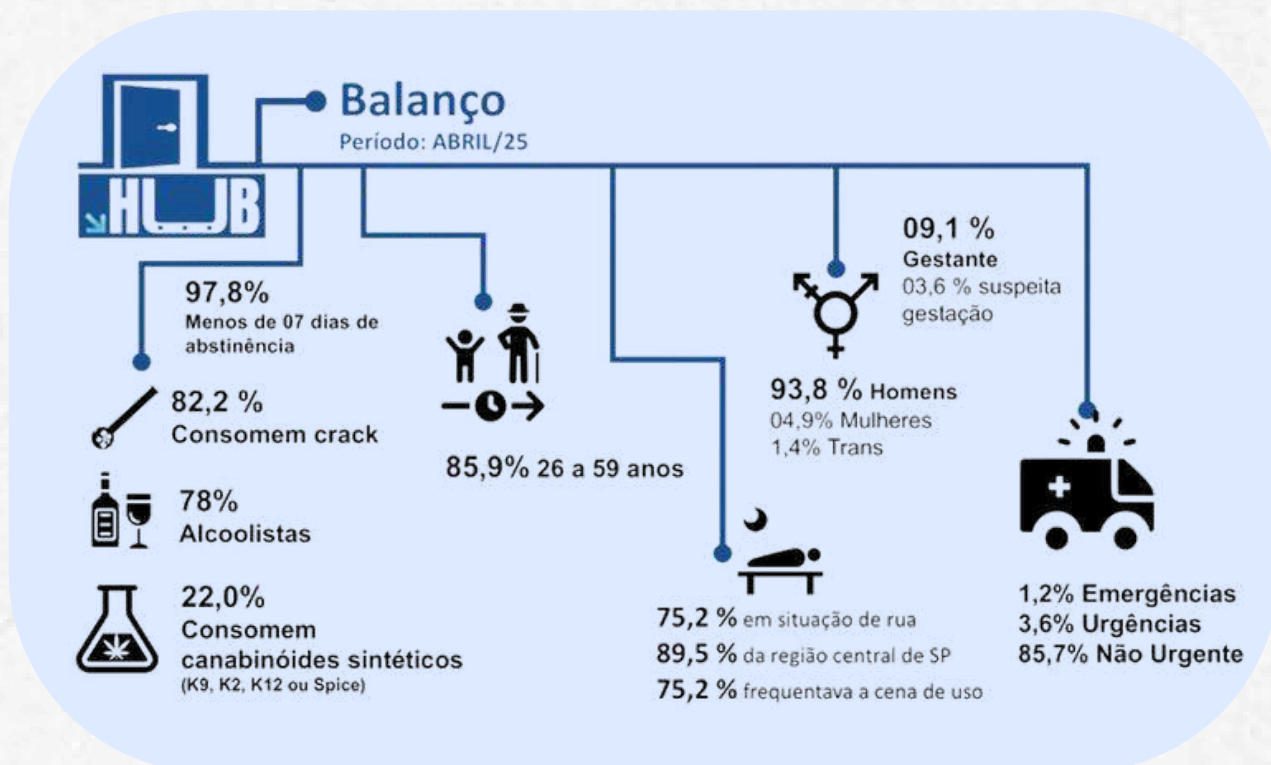 Balanço
Período: ABRIL/25
HUB
97,8%
Menos de 07 dias de
abstinência
82,2 %
Consomem crack
78%
Alcoolistas
22,0%
Consomem
canabinóides sintéticos
(K9, K2, K12 ou Spice)
85,9% 26 a 59 anos
75,2 % em situação de rua
89,5 % da região central de SP
75,2 % frequentava a cena de uso
09,1 %
Gestante
03,6 % suspeita
gestação
93,8 % Homens
04,9% Mulheres
1,4% Trans
1,2% Emergências
3,6% Urgências
85,7% Não Urgente